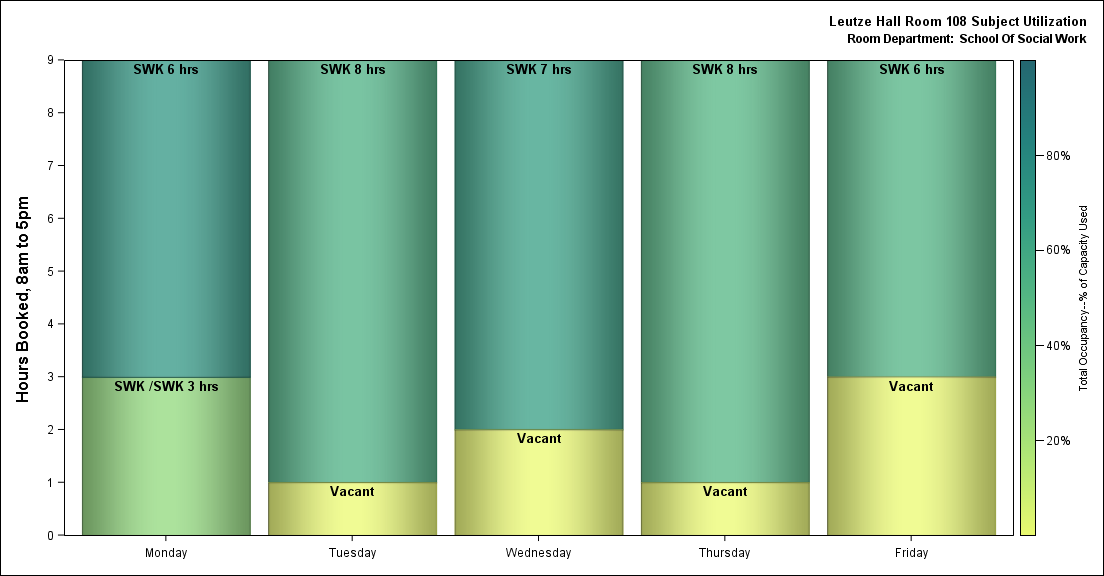 Leutze Hall Room 108 Subject Utilization
Room Department: School Of Social Work
Hours Booked, 8am to 5pm
9
8
7
6
5
4
3
2
1
0
SWK 6 hrs
SWK /SWK 3 hrs
SWK 8 hrs
Vacant
SWK 7 hrs
Vacant
SWK 8 hrs
Vacant
SWK 6 hrs
Vacant
Monday
Tuesday
Wednesday
Thursday
Friday
80%
60%
40%
20%
Total Occupancy--% of Capacity Used